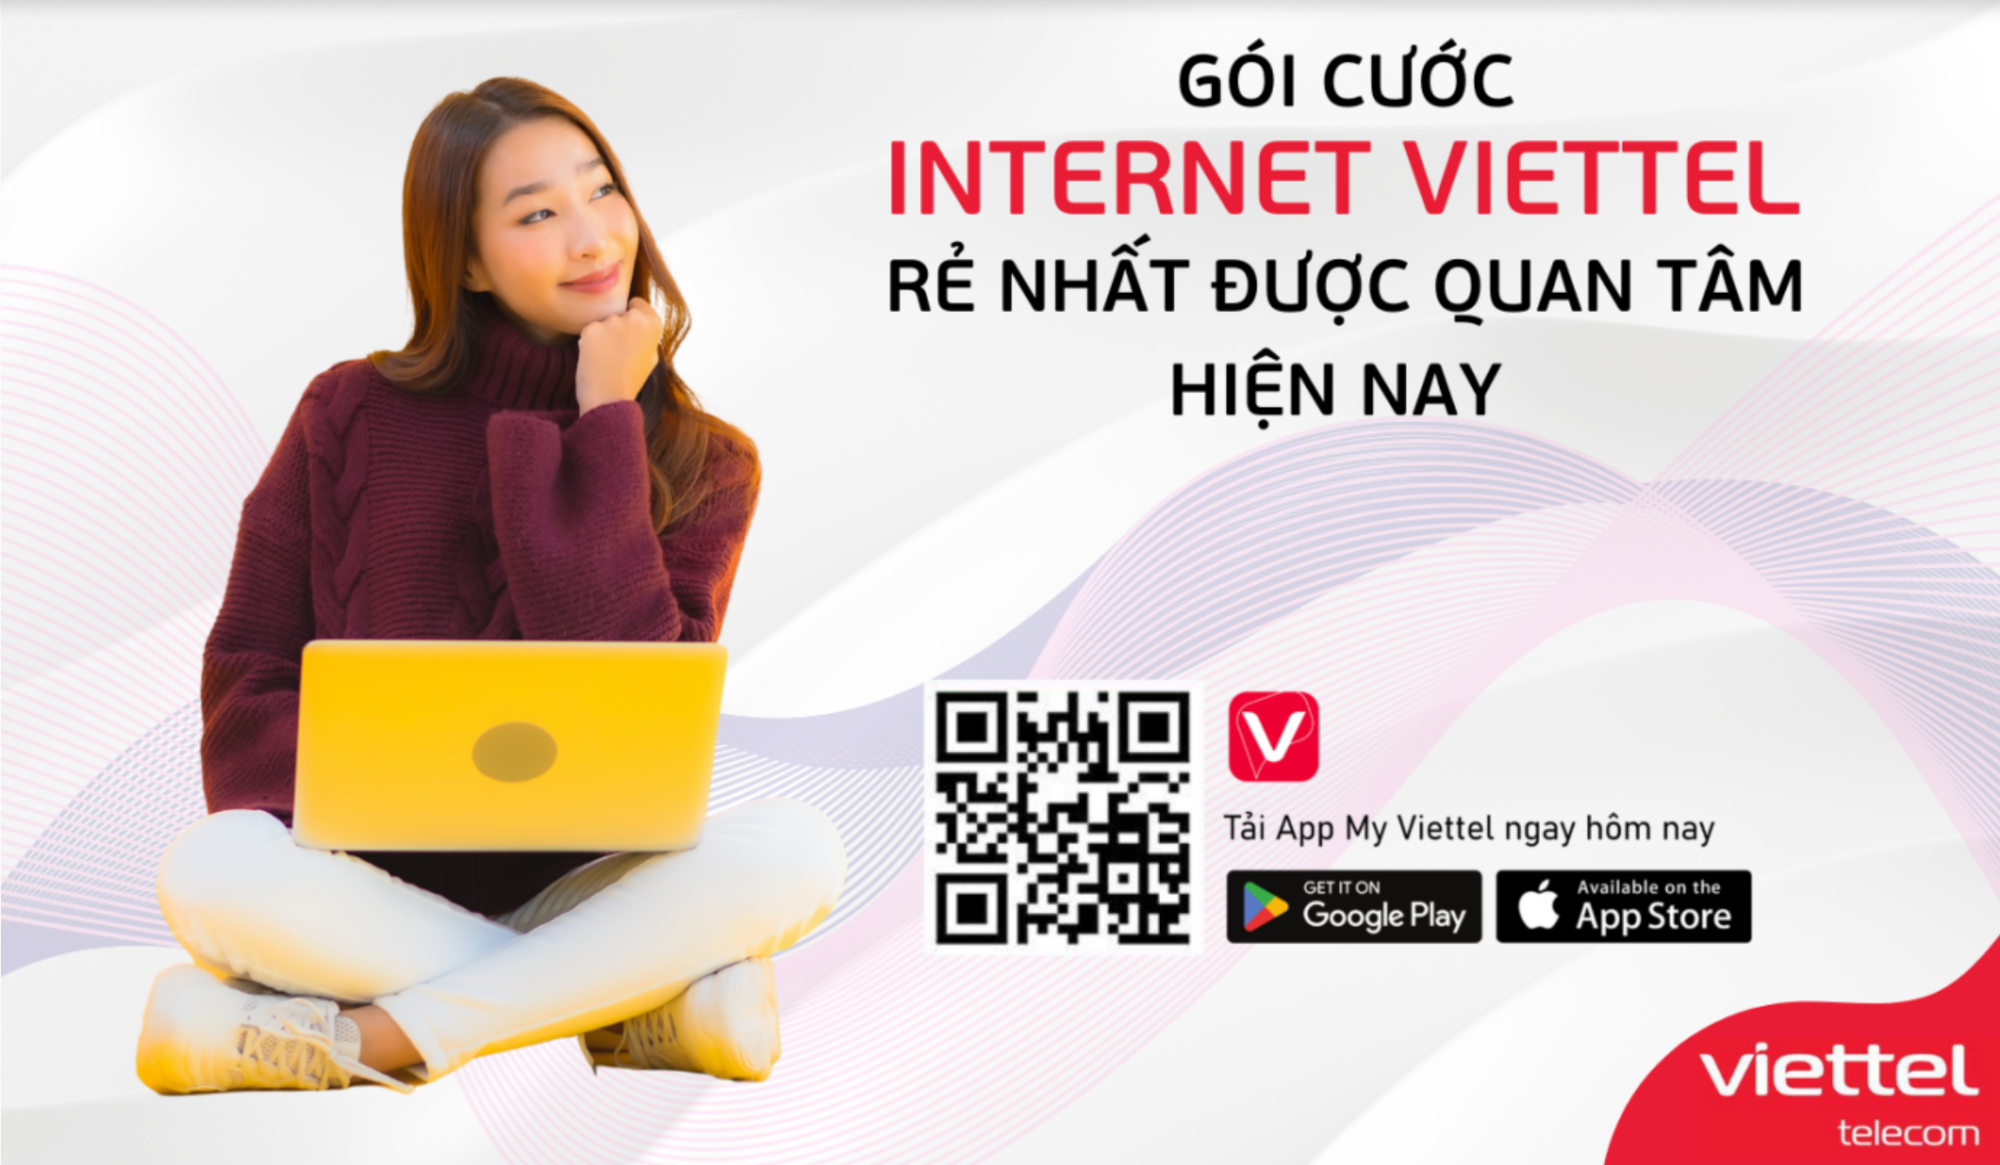 GÓI CƯỚC
INTERNET VIETTEL
RẺ NHẤT ĐƯỢC QUAN TÂM
HIỆN NAY
V
Tải App My Viettel ngay hôm nay
GET IT ON
Google Play
Available on the
App Store
viettel
telecom